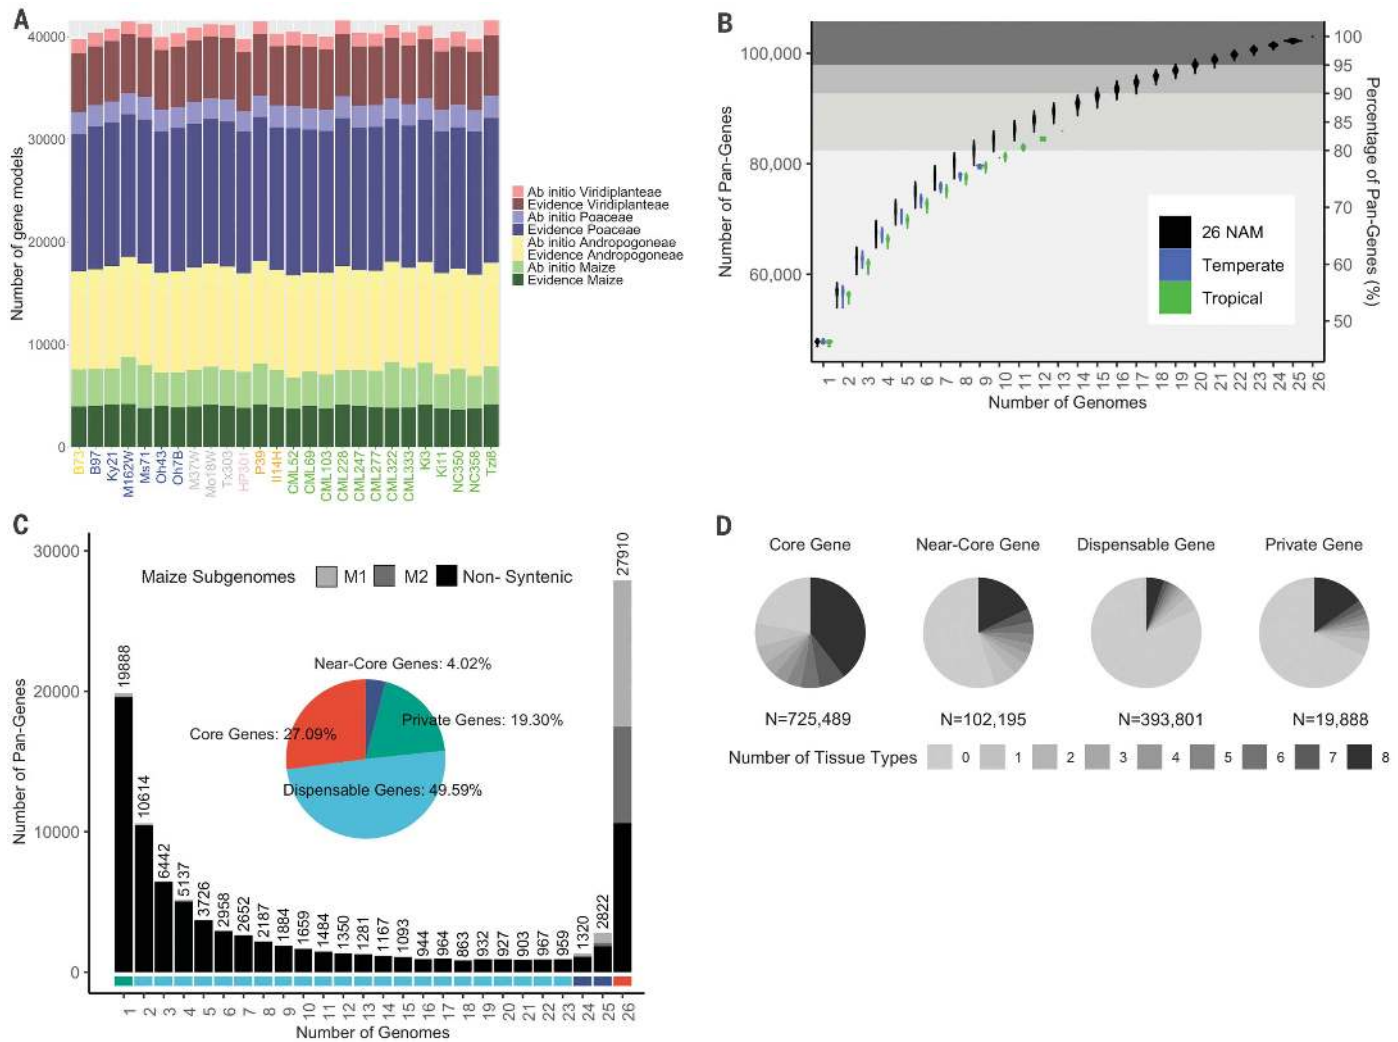 A
40000
30000
20000
10000
0
Number of gene models
Ab initio Viridiplanteae
Evidence Viridiplanteae
Ab initio Poaceae
Evidence Poaceae
Ab initio Andropogoneae
Evidence Andropogoneae
Ab initio Maize
Evidence Maize
B73
B97
Ky21
M162W
Ms71
Oh43
Oh7B
M37W
Mo18W
Tx303
HP301
P39
Il14H
CML52
CML69
CML103
CML228
CML247
CML277
CML322
CML333
Ki3
Ki11
NC350
NC358
Tzi8
B
100,000
80,000
60,000
Number of Pan-Genes
100
95
90
85
80
70
60
50
Percentage of Pan-Genes (%)
26 NAM
Temperate
Tropical
1 2 3 4 5 6 7 8 9 10 11 12 13 14 15 16 17 18 19 20 21 22 23 24 25 26
Number of Genomes
C
30000
20000
10000
0
Number of Pan-Genes
Maize Subgenomes M1 M2 Non- Syntenic
Near-Core Genes: 4.02%
Private Genes: 19.30%
Core Genes: 27.09%
Dispensable Genes: 49.59%
19888
10614
6442
5137
3726
2958
2652
2187
1884
1659
1484
1350
1281
1167
1093
944
964
863
932
927
903
967
959
1320
2822
27910
1 2 3 4 5 6 7 8 9 10 11 12 13 14 15 16 17 18 19 20 21 22 23 24 25 26
Number of Genomes
D
Core Gene Near-Core Gene Dispensable Gene Private Gene
N=725,489 N=102,195 N=393,801 N=19,888
Number of Tissue Types 0 1 2 3 4 5 6 7 8